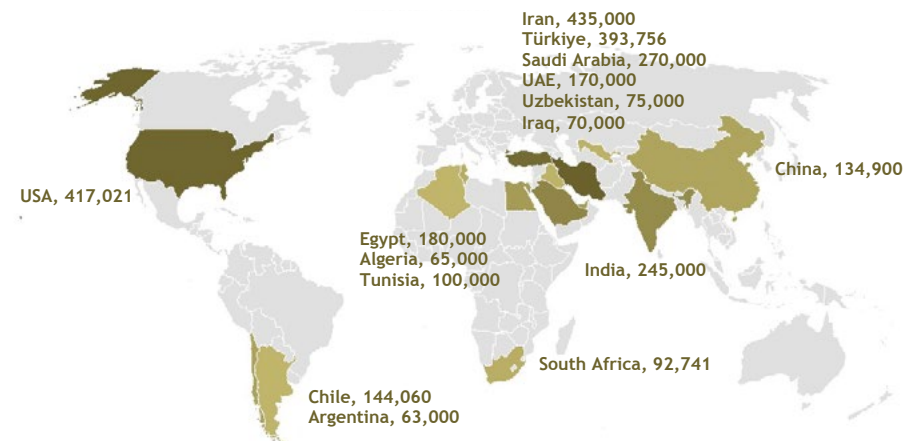 Iran, 435,000
Türkiye, 393,756
Saudi Arabia, 270,000
UAE, 170,000
Uzbekistan, 75,000
Iraq, 70,000
China, 134,900
USA, 417,021
Egypt, 180,000
Algeria, 65,000
Tunisia, 100,000
India, 245,000
South Africa, 92,741
Chile, 144,060
Argentina, 63,000